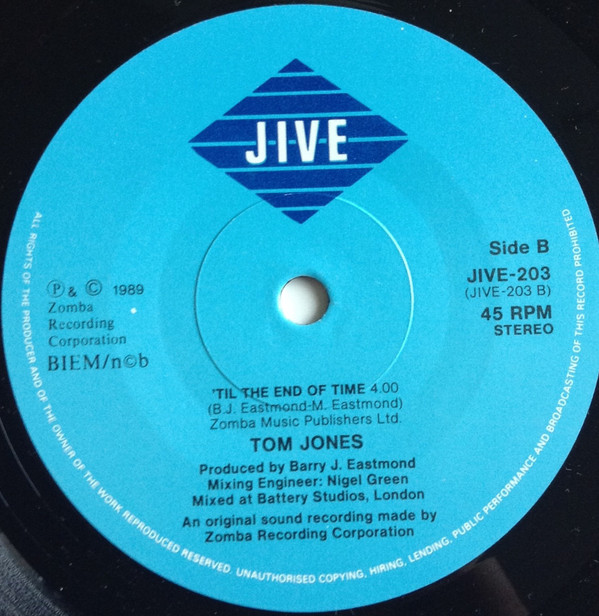 JIVE
Side B
JIVE-203
(JIVE-203 B)
45 RPM
STEREO
Ⓟ & © 1989
Zomba
Recording
Corporation
BIEM/n©b
'TIL THE END OF TIME 4.00
(B.J. Eastmond-M. Eastmond)
Zomba Music Publishers Ltd.
TOM JONES
Produced by Barry J. Eastmond
Mixing Engineer: Nigel Green
Mixed at Battery Studios, London
An original sound recording made by
Zomba Recording Corporation
ALL RIGHTS OF THE PRODUCER AND OF THE OWNER OF THE WORK REPRODUCED RESERVED. UNAUTHORISED COPYING, HIRING, LENDING, PUBLIC PERFORMANCE AND BROADCASTING OF THIS RECORD PROHIBITED